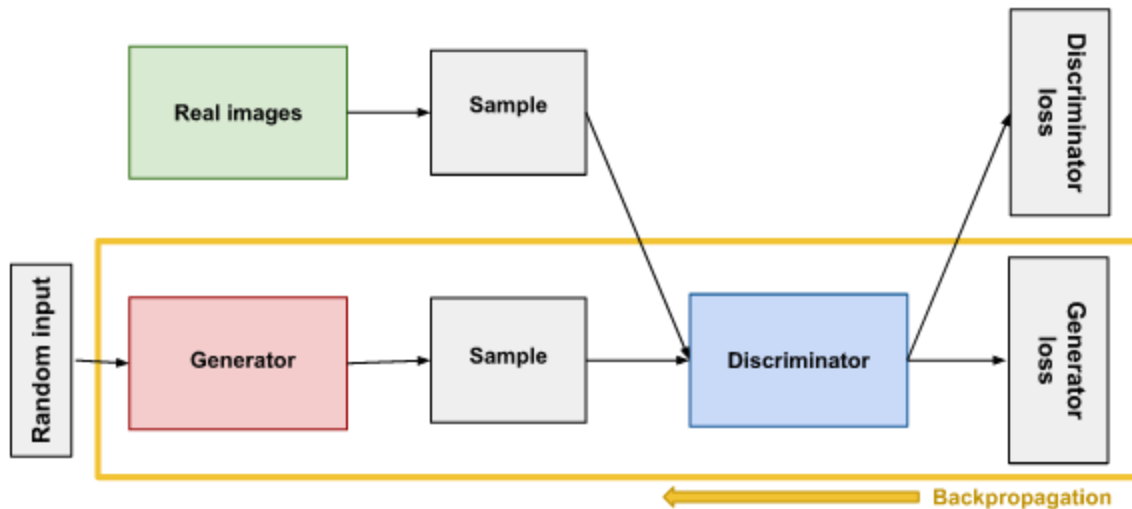 Real images
Sample
Discriminator
loss
Random input
Generator
Sample
Discriminator
Generator
loss
Backpropagation